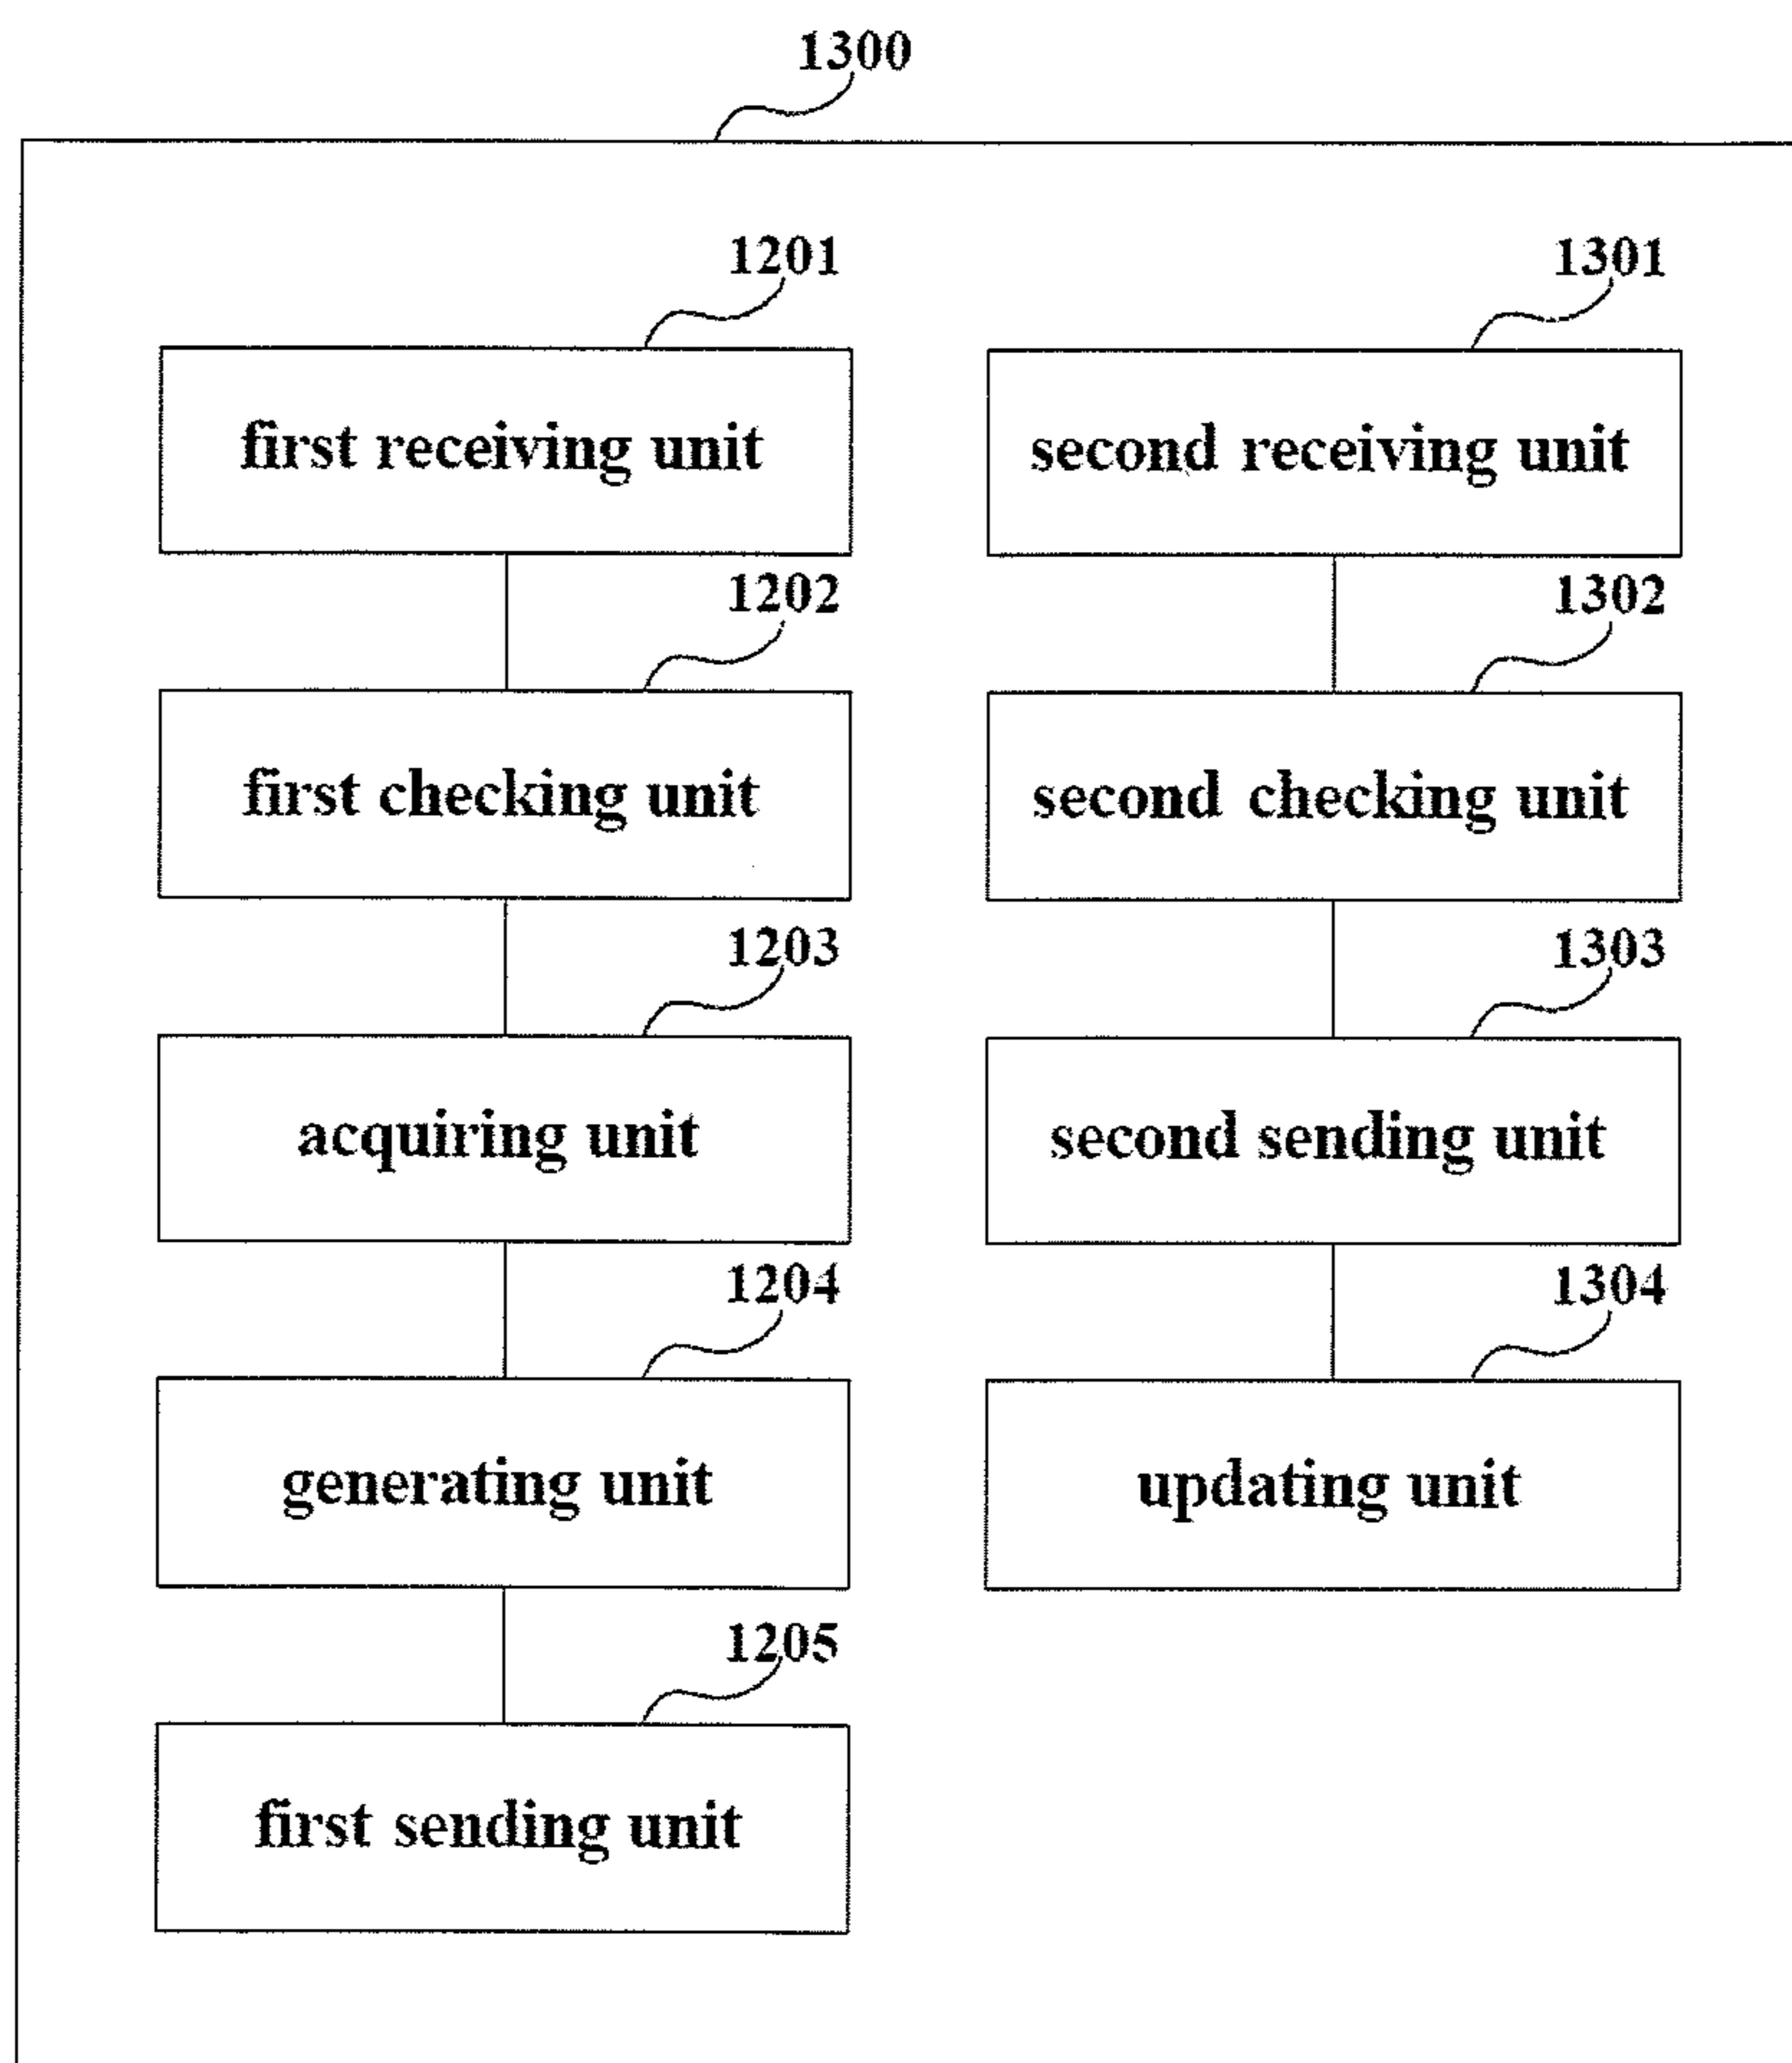 1300
1201
1301
first receiving unit
second receiving unit
1202
1302
first checking unit
second checking unit
1203
1303
acquiring unit
second sending unit
1204
1304
generating unit
updating unit
1205
first sending unit